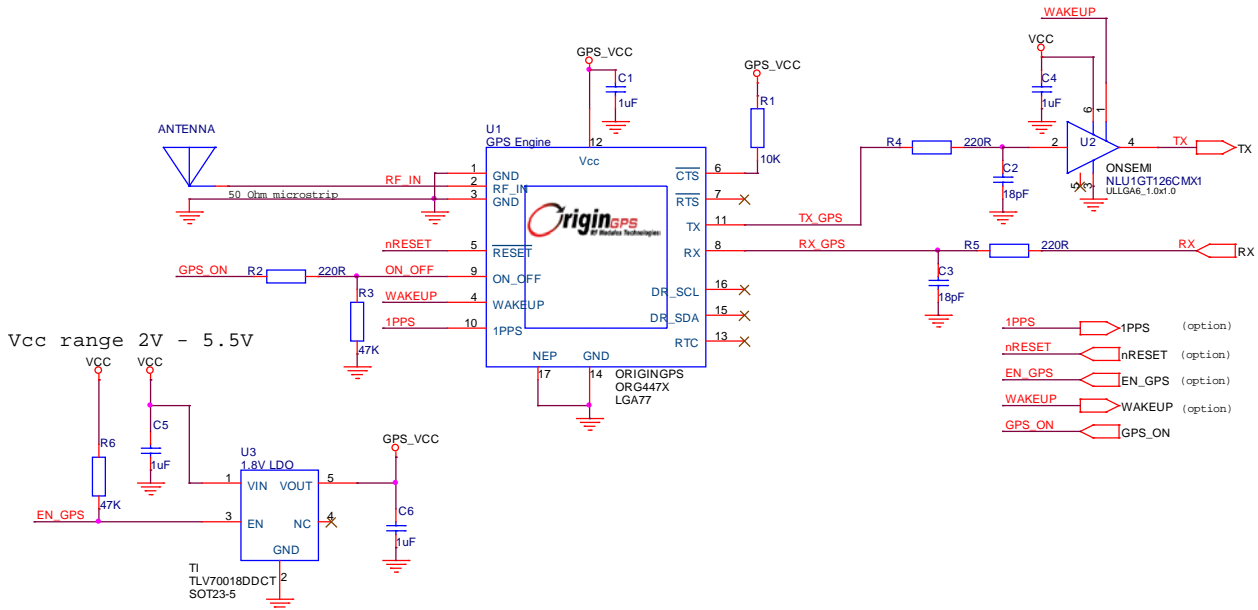 WAKEUP
GPS_VCC
C1
1uF
GPS_VCC
R1
10K
VCC
C4
1uF
6
1
U2
2
4
5
3
TX
TX
ONSEMI
NLU1GT126CMX1
ULLGA6_1.0x1.0
R4
220R
C2
18pF
ANTENNA
U1
GPS Engine
12
Vcc
1
GND
RF_IN
2
RF_IN
50 Ohm microstrip
3
GND
CTS
6
RTS
7
OriginGPS
RF Modules Technologies
TX
11
TX_GPS
nRESET
5
RESET
RX
8
RX_GPS
R5
220R
RX
RX
C3
18pF
GPS_ON
R2
220R
ON_OFF
9
ON_OFF
R3
47K
WAKEUP
4
WAKEUP
1PPS
10
1PPS
DR_SCL
16
DR_SDA
15
RTC
13
NEP
GND
17
14
ORIGINGPS
ORG447X
LGA77
1PPS
1PPS
(option)
nRESET
nRESET
(option)
EN_GPS
EN_GPS
(option)
WAKEUP
WAKEUP
(option)
GPS_ON
GPS_ON
Vcc range 2V - 5.5V
VCC
VCC
R6
47K
C5
1uF
U3
1.8V LDO
1
VIN
VOUT
5
GPS_VCC
EN_GPS
3
EN
NC
4
C6
1uF
GND
2
TI
TLV70018DDCT
SOT23-5